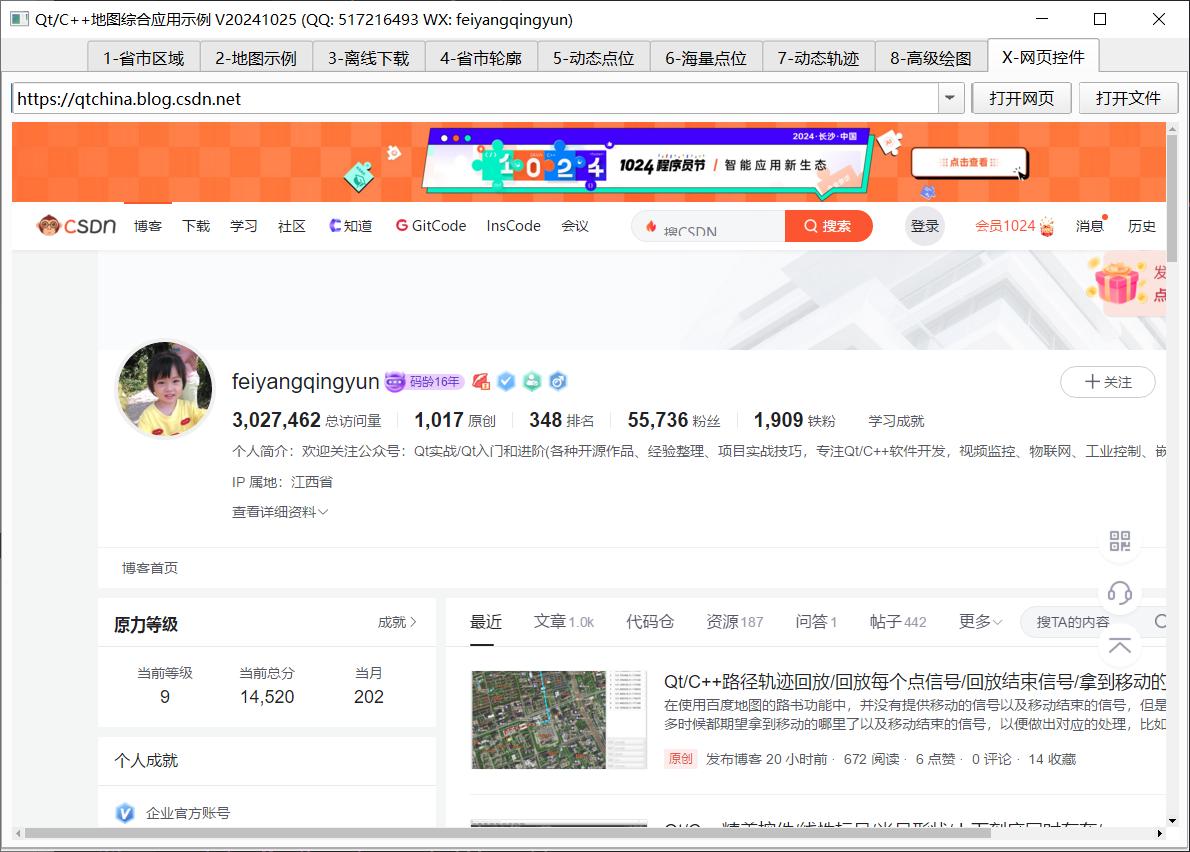 Qt/C++地图综合应用示例 V20241025 (QQ: 517216493 WX: feiyangqingyun)
1-省市区域 2-地图示例 3-离线下载 4-省市轮廓 5-动态点位 6-海量点位 7-动态轨迹 8-高级绘图 X-网页控件
https://qtchina.blog.csdn.net 打开网页 打开文件
2024·长沙·中国
1024 1024 程序员节 / 智能应用新生态 点击查看
CSDN 博客 下载 学习 社区 C知道 GitCode InsCode 会议 搜CSDN 搜索 登录 会员1024 消息 历史
发
点
feiyangqingyun 码龄16年 关注
3,027,462 总访问量 1,017 原创 348 排名 55,736 粉丝 1,909 铁粉 学习成就
个人简介：欢迎关注公众号：Qt实战/Qt入门和进阶(各种开源作品、经验整理、项目实战技巧，专注Qt/C++软件开发，视频监控、物联网、工业控制、嵌
IP 属地：江西省
查看详细资料
博客首页
原力等级 成就
最近 文章 1.0k 代码仓 资源 187 问答 1 帖子 442 更多 搜TA的内容
当前等级 当前总分 当月
9 14,520 202
Qt/C++路径轨迹回放/回放每个点信号/回放结束信号/拿到移动的
在使用百度地图的路书功能中，并没有提供移动的信号以及移动结束的信号，但是
多时候都期望拿到移动的哪里了以及移动结束的信号，以便做出对应的处理，比如
原创 发布博客 20 小时前 · 672 阅读 · 6 点赞 · 0 评论 · 14 收藏
个人成就
企业官方账号